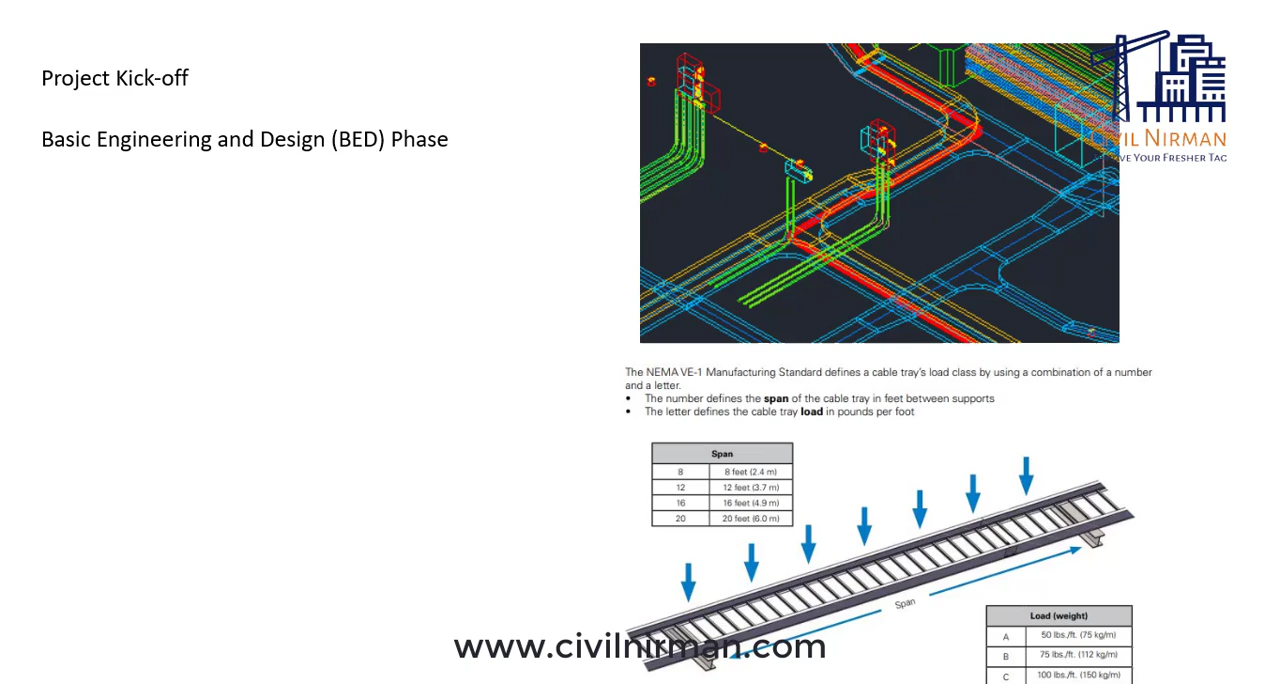 Project Kick-off
Basic Engineering and Design (BED) Phase
VIL NIRMAN
VE YOUR FRESHER TAG
The NEMA VE-1 Manufacturing Standard defines a cable tray's load class by using a combination of a number
and a letter.
• The number defines the span of the cable tray in feet between supports
• The letter defines the cable tray load in pounds per foot
Span
8 8 feet (2.4 m)
12 12 feet (3.7 m)
16 16 feet (4.9 m)
20 20 feet (6.0 m)
Span
Load (weight)
A 50 lbs./ft. (75 kg/m)
B 75 lbs./ft. (112 kg/m)
C 100 lbs./ft. (150 kg/m)
www.civilnirman.com